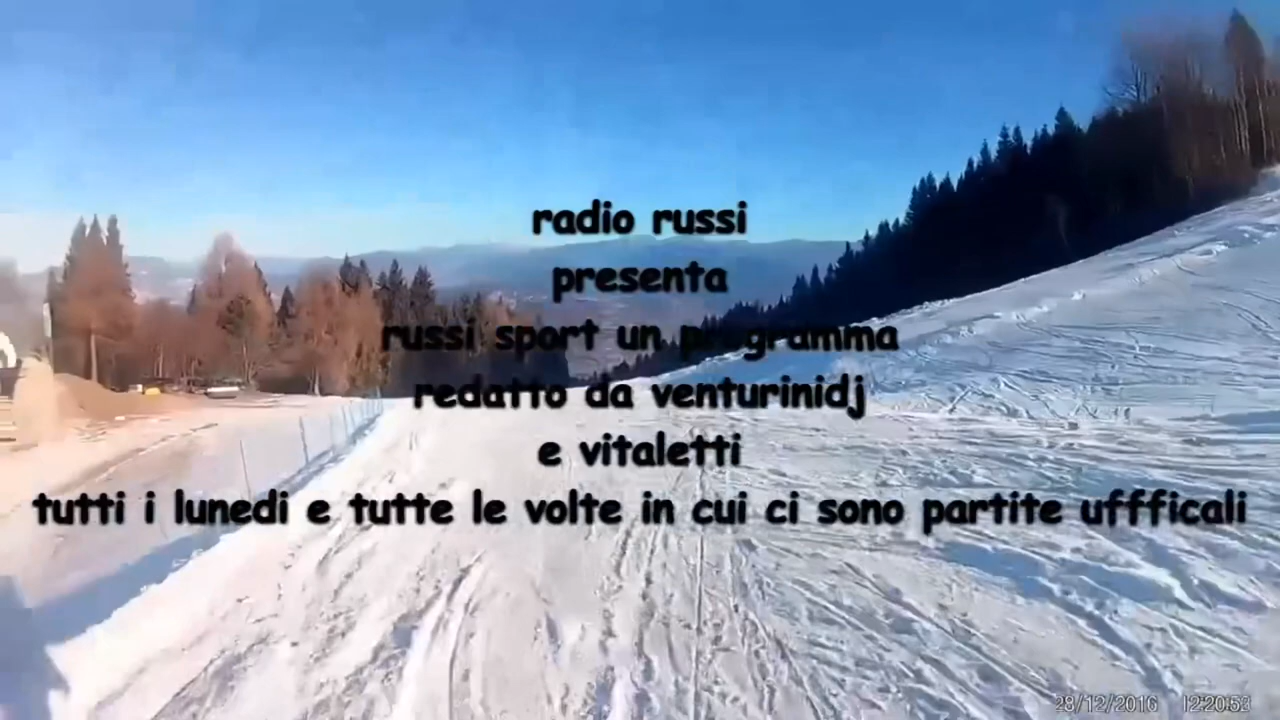 radio russi
presenta
russi sport un programma
redatto da venturinidj
e vitaletti
tutti i lunedi e tutte le volte in cui ci sono partite uffficali
28/12/2016 12:20:52